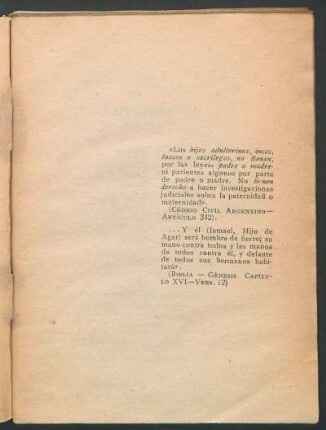 «Los hijos adulterinos, inces-
tuosos o sacrílegos, no tienen,
por las leyes, padre o madre
ni parientes algunos por parte
de padre o madre. No tienen
derecho a hacer investigaciones
judiciales sobre la paternidad o
maternidad».
(Código Civil Argentino—
Artículo 342).
...Y él (Ismael, Hijo de
Agar) será hombre de fiero; su
mano contra todos y las manos
de todos contra él, y delante
de todos sus hermanos habi-
tará».
(Biblia — Génesis Capítu-
lo XVI—Vers. 12)